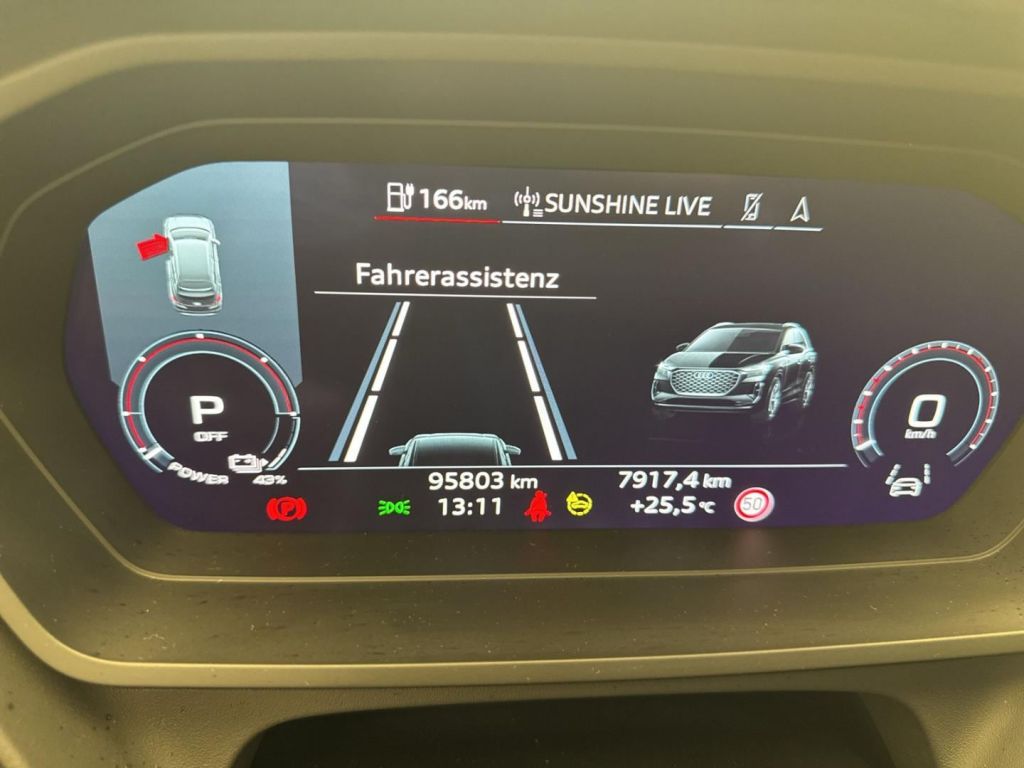 166km SUNSHINE LIVE
Fahrerassistenz
P
OFF
POWER 43%
0
km/h
95803 km 7917,4 km
13:11 +25,5 °C 50
P